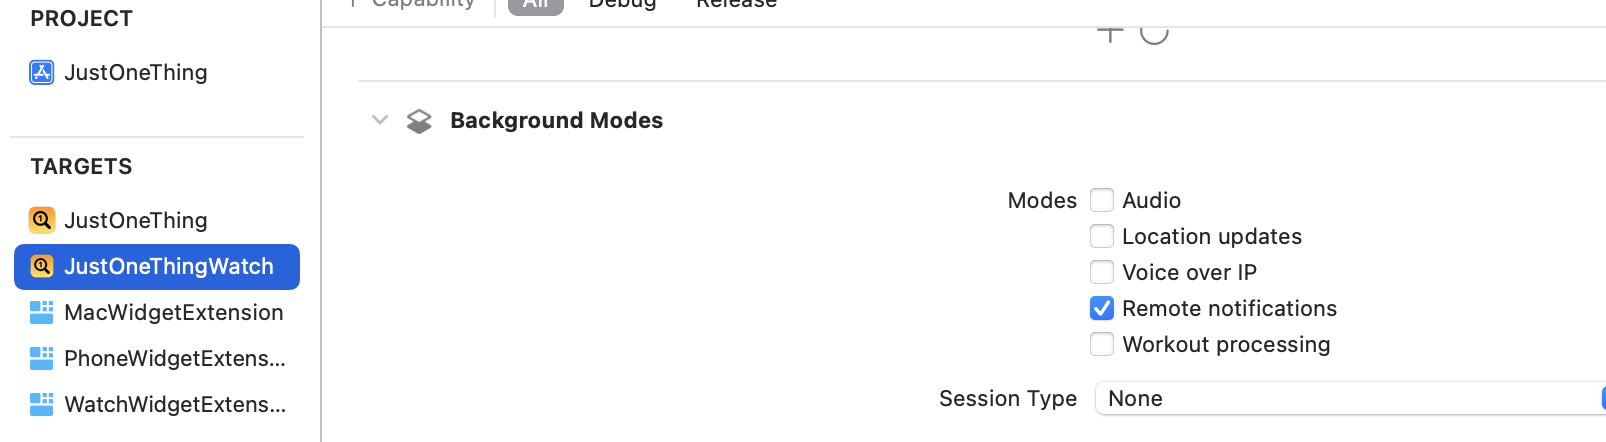 PROJECT
JustOneThing
TARGETS
JustOneThing
JustOneThingWatch
MacWidgetExtension
PhoneWidgetExtens...
WatchWidgetExtens...
+ Capability All Debug Release
Background Modes
Modes Audio
Location updates
Voice over IP
Remote notifications
Workout processing
Session Type None